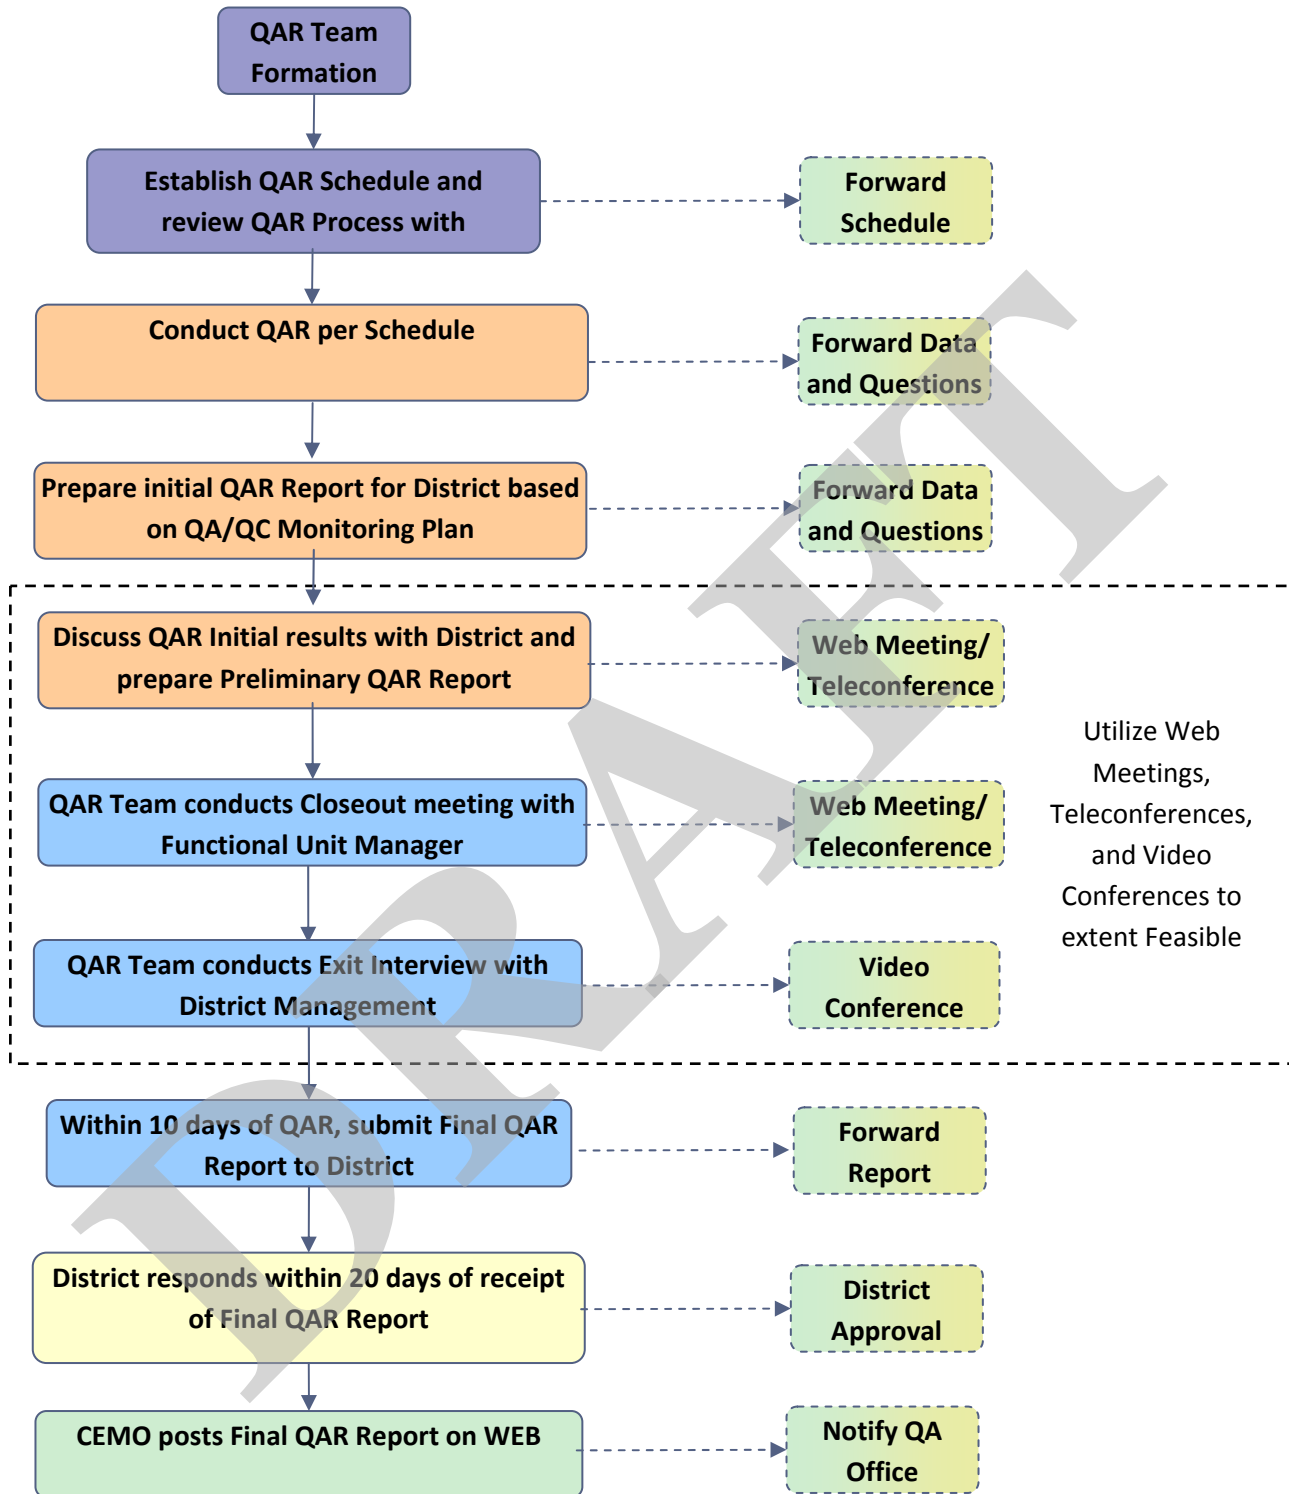 QAR Team
Formation
Establish QAR Schedule and
review QAR Process with
Forward
Schedule
Conduct QAR per Schedule
Forward Data
and Questions
Prepare initial QAR Report for District based
on QA/QC Monitoring Plan
Forward Data
and Questions
Discuss QAR Initial results with District and
prepare Preliminary QAR Report
Web Meeting/
Teleconference
QAR Team conducts Closeout meeting with
Functional Unit Manager
Web Meeting/
Teleconference
Utilize Web
Meetings,
Teleconferences,
and Video
Conferences to
extent Feasible
QAR Team conducts Exit Interview with
District Management
Video
Conference
Within 10 days of QAR, submit Final QAR
Report to District
Forward
Report
District responds within 20 days of receipt
of Final QAR Report
District
Approval
CEMO posts Final QAR Report on WEB
Notify QA
Office
DRAFT